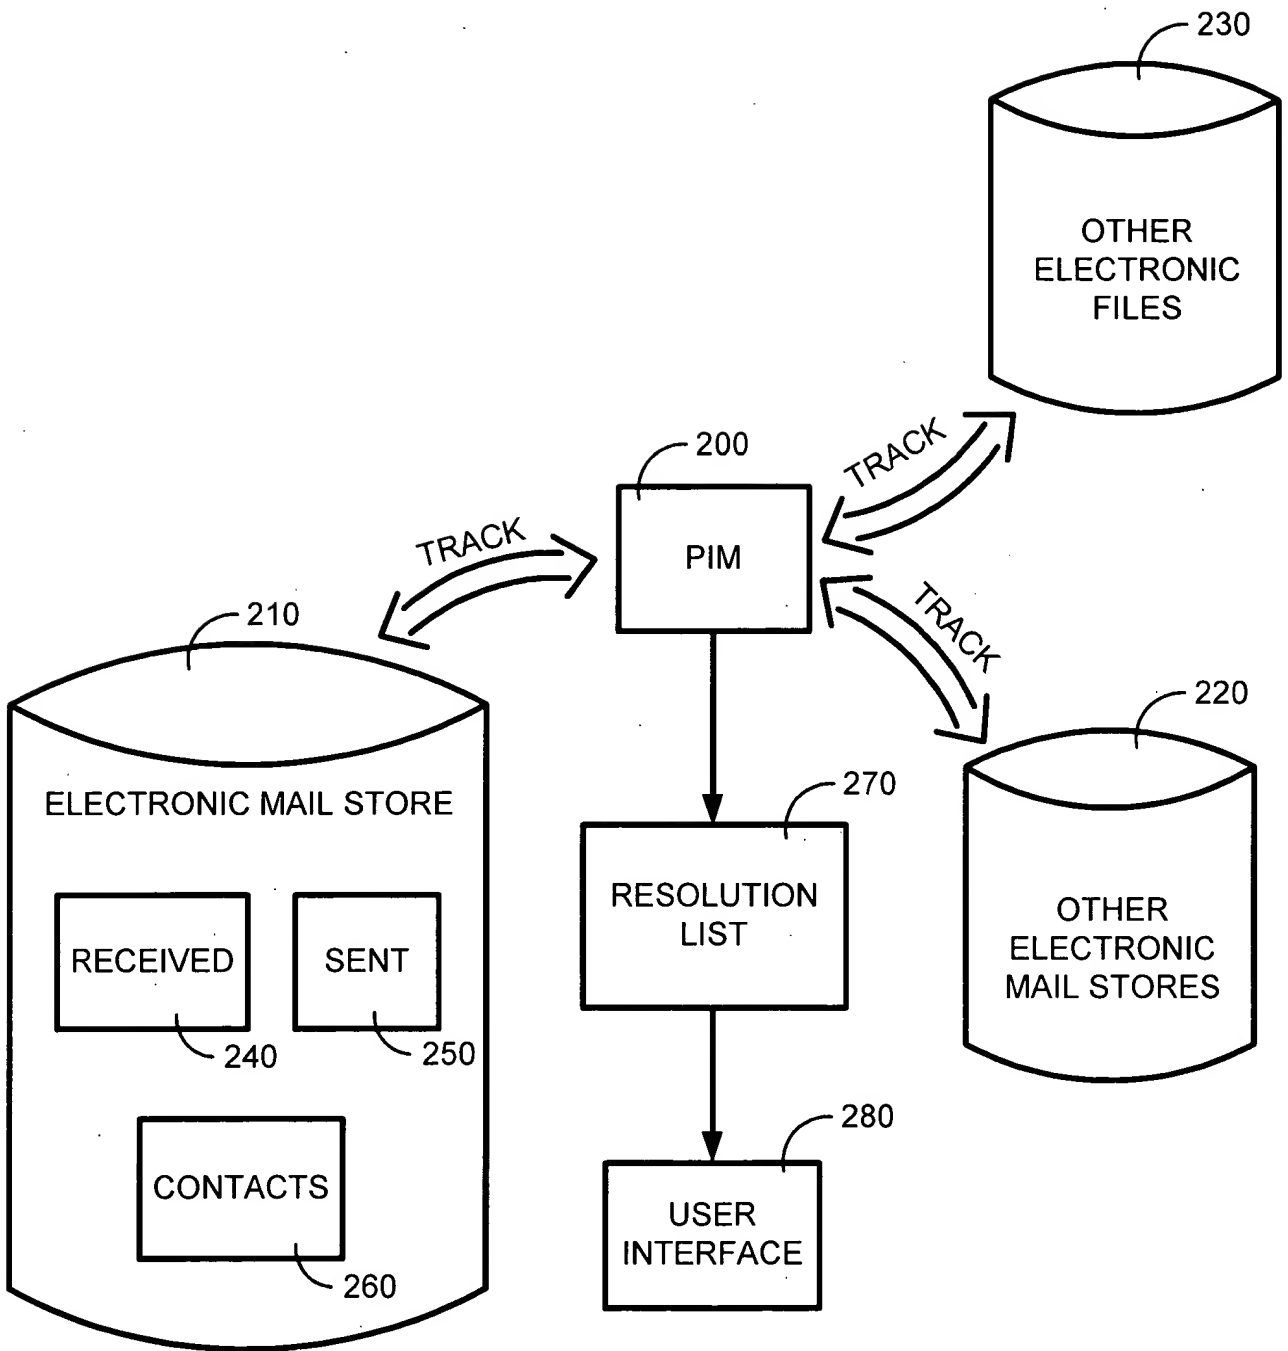 230
OTHER
ELECTRONIC
FILES
200
TRACK
PIM
TRACK
TRACK
210
220
ELECTRONIC MAIL STORE
270
RESOLUTION
LIST
OTHER
ELECTRONIC
MAIL STORES
RECEIVED
SENT
240
250
280
CONTACTS
USER
INTERFACE
260